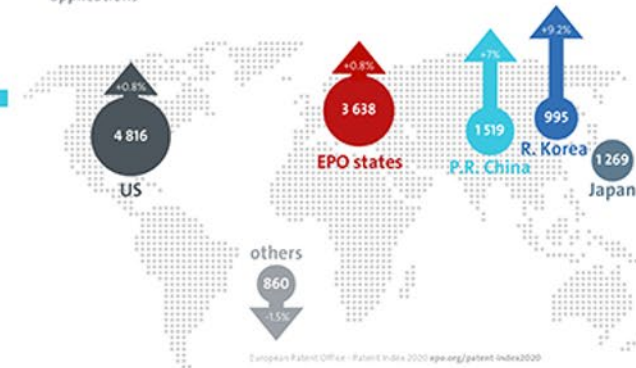 applications
+0.8%
4 816
US
+0.8%
3 638
EPO states
+7%
1 519
P.R. China
+9.2%
995
R. Korea
1 269
Japan
others
860
-1.5%
European Patent Office - Patent Index 2020 epo.org/patent-index2020